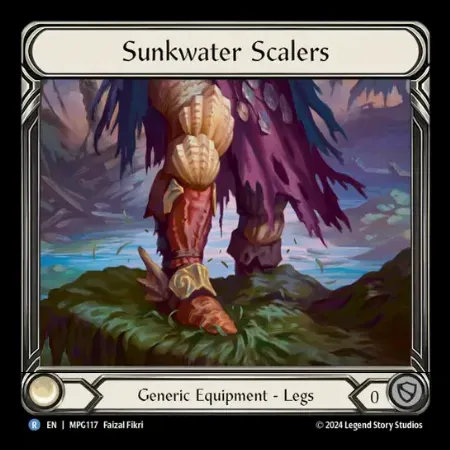 Sunkwater Scalers
Generic Equipment - Legs
0
R EN | MPG117 Faizal Fikri
© 2024 Legend Story Studios